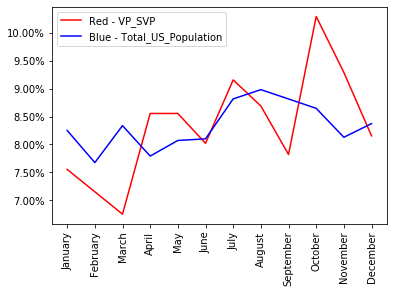 Red - VP_SVP
Blue - Total_US_Population
10.00%
9.50%
9.00%
8.50%
8.00%
7.50%
7.00%
January
February
March
April
May
June
July
August
September
October
November
December